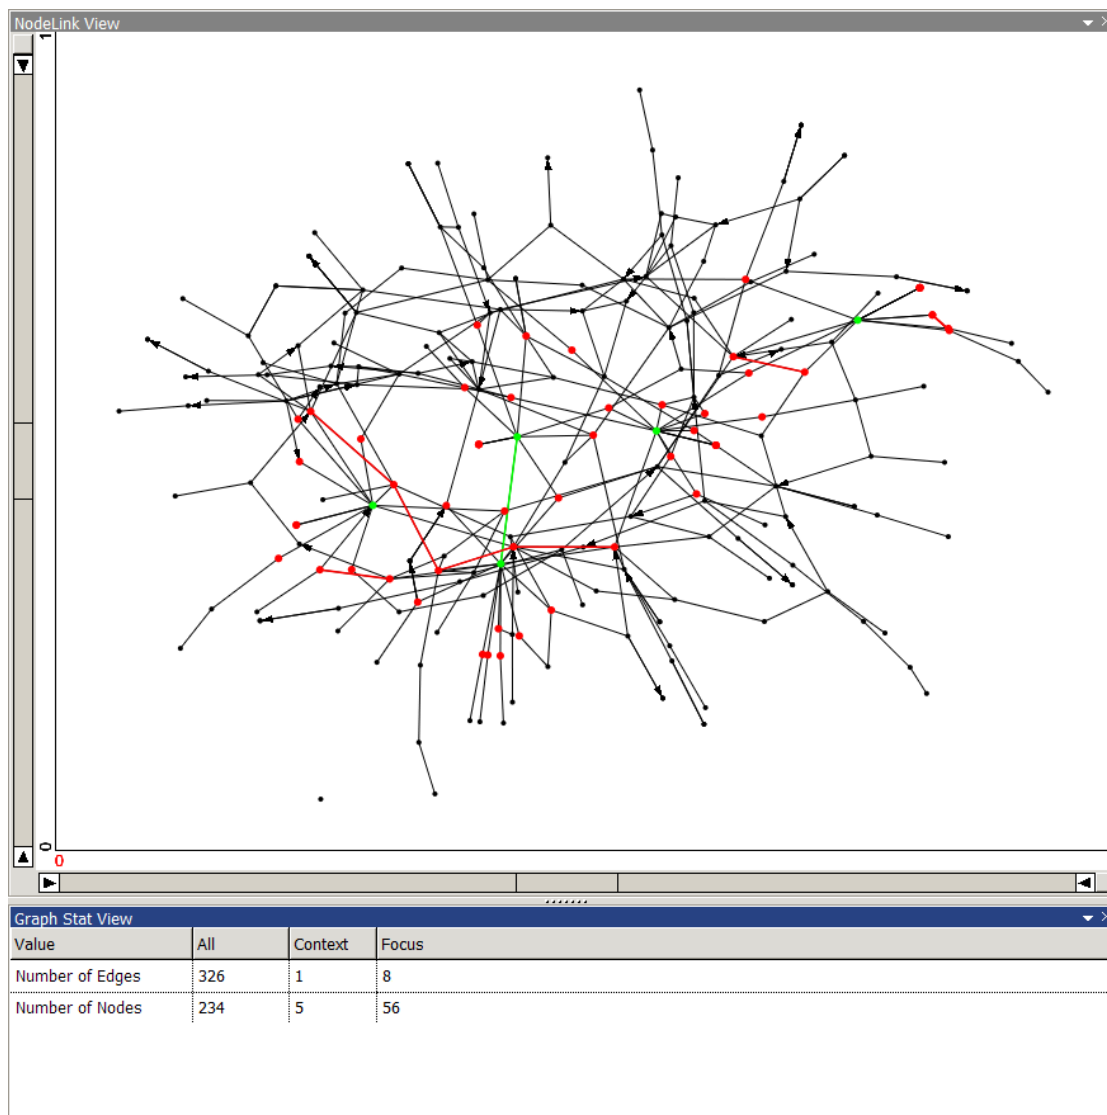 NodeLink View
1
0
0
Graph Stat View
Value All Context Focus
Number of Edges 326 1 8
Number of Nodes 234 5 56